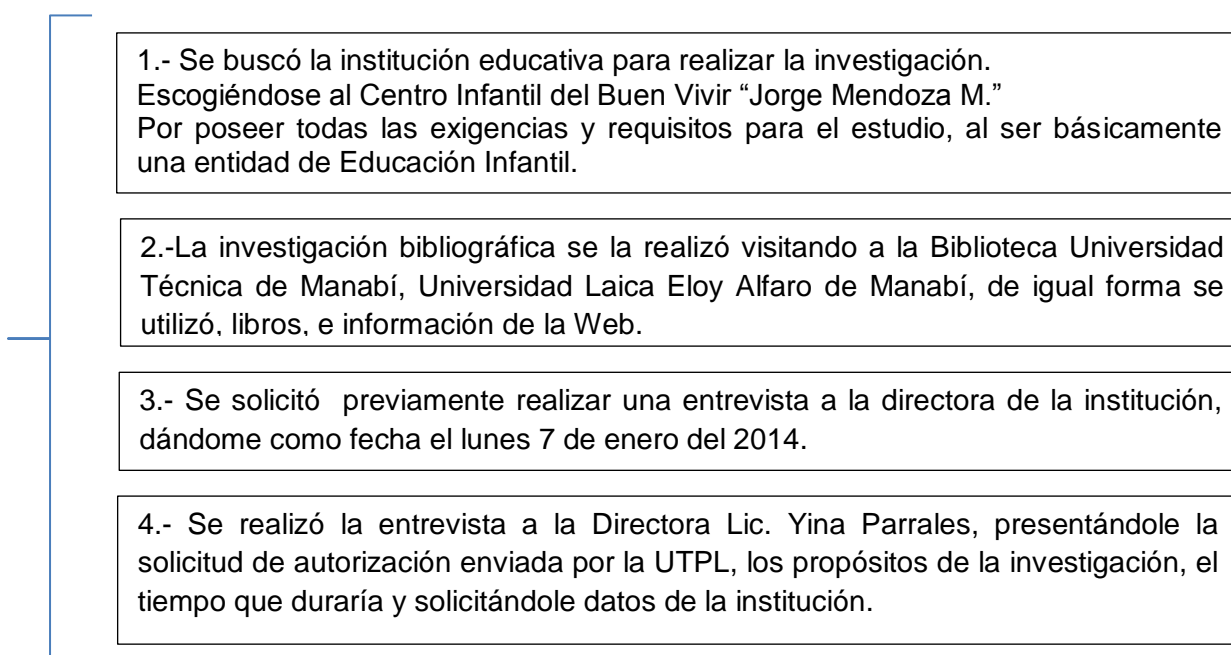 1.- Se buscó la institución educativa para realizar la investigación.
Escogiéndose al Centro Infantil del Buen Vivir “Jorge Mendoza M.”
Por poseer todas las exigencias y requisitos para el estudio, al ser básicamente
una entidad de Educación Infantil.
2.-La investigación bibliográfica se la realizó visitando a la Biblioteca Universidad
Técnica de Manabí, Universidad Laica Eloy Alfaro de Manabí, de igual forma se
utilizó, libros, e información de la Web.
3.- Se solicitó previamente realizar una entrevista a la directora de la institución,
dándome como fecha el lunes 7 de enero del 2014.
4.- Se realizó la entrevista a la Directora Lic. Yina Parrales, presentándole la
solicitud de autorización enviada por la UTPL, los propósitos de la investigación, el
tiempo que duraría y solicitándole datos de la institución.